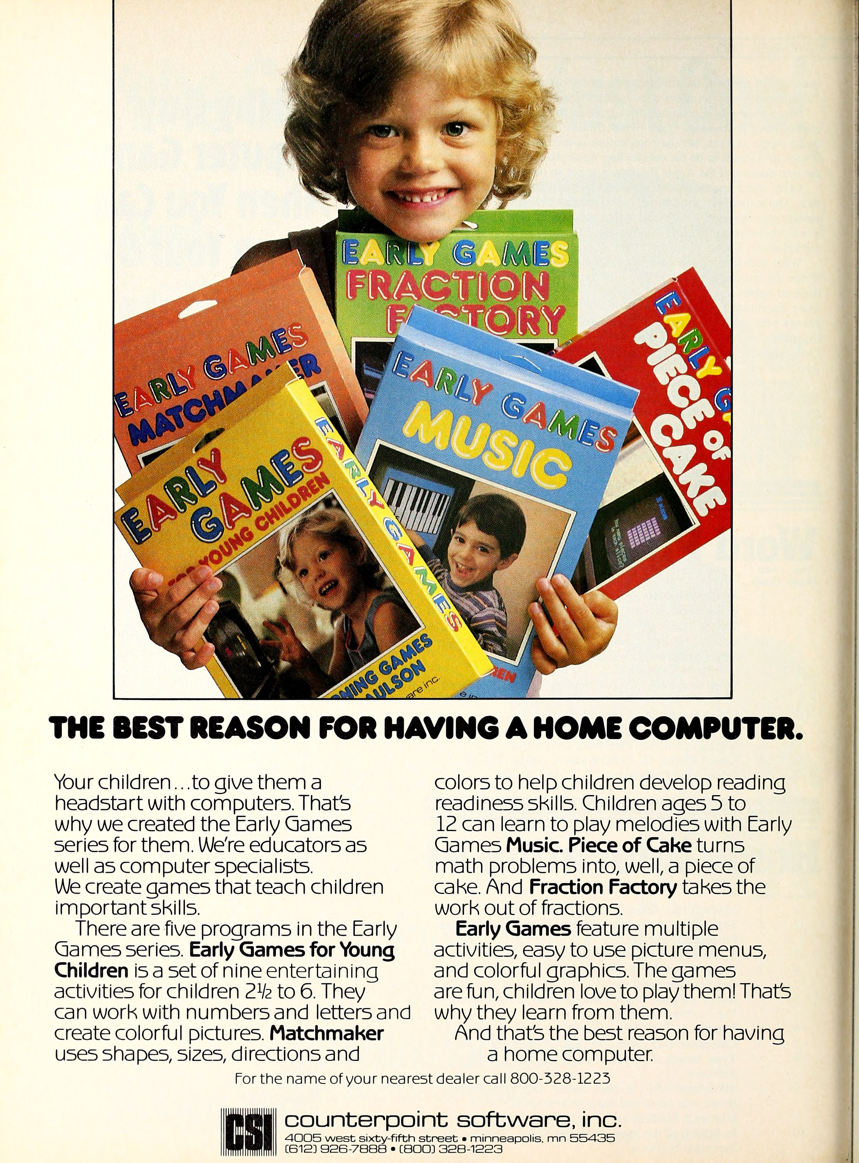 EARLY GAMES
FRACTION
FACTORY
EARLY GAMES
MATCHMAKER
EARLY
PIECE OF
CAKE
EARLY GAMES
MUSIC
EARLY
GAMES
FOR YOUNG CHILDREN
EARLY GAMES
THE BEST REASON FOR HAVING A HOME COMPUTER.
Your children...to give them a
headstart with computers. That's
why we created the Early Games
series for them. We're educators as
well as computer specialists.
We create games that teach children
important skills.
There are five programs in the Early
Games series. Early Games for Young
Children is a set of nine entertaining
activities for children 2½ to 6. They
can work with numbers and letters and
create colorful pictures. Matchmaker
uses shapes, sizes, directions and
colors to help children develop reading
readiness skills. Children ages 5 to
12 can learn to play melodies with Early
Games Music. Piece of Cake turns
math problems into, well, a piece of
cake. And Fraction Factory takes the
work out of fractions.
Early Games feature multiple
activities, easy to use picture menus,
and colorful graphics. The games
are fun, children love to play them! That's
why they learn from them.
And that's the best reason for having
a home computer.
For the name of your nearest dealer call 800-328-1223
CSI
counterpoint software, inc.
4005 west sixty-fifth street • minneapolis, mn 55435
(612) 926-7888 • (800) 328-1223